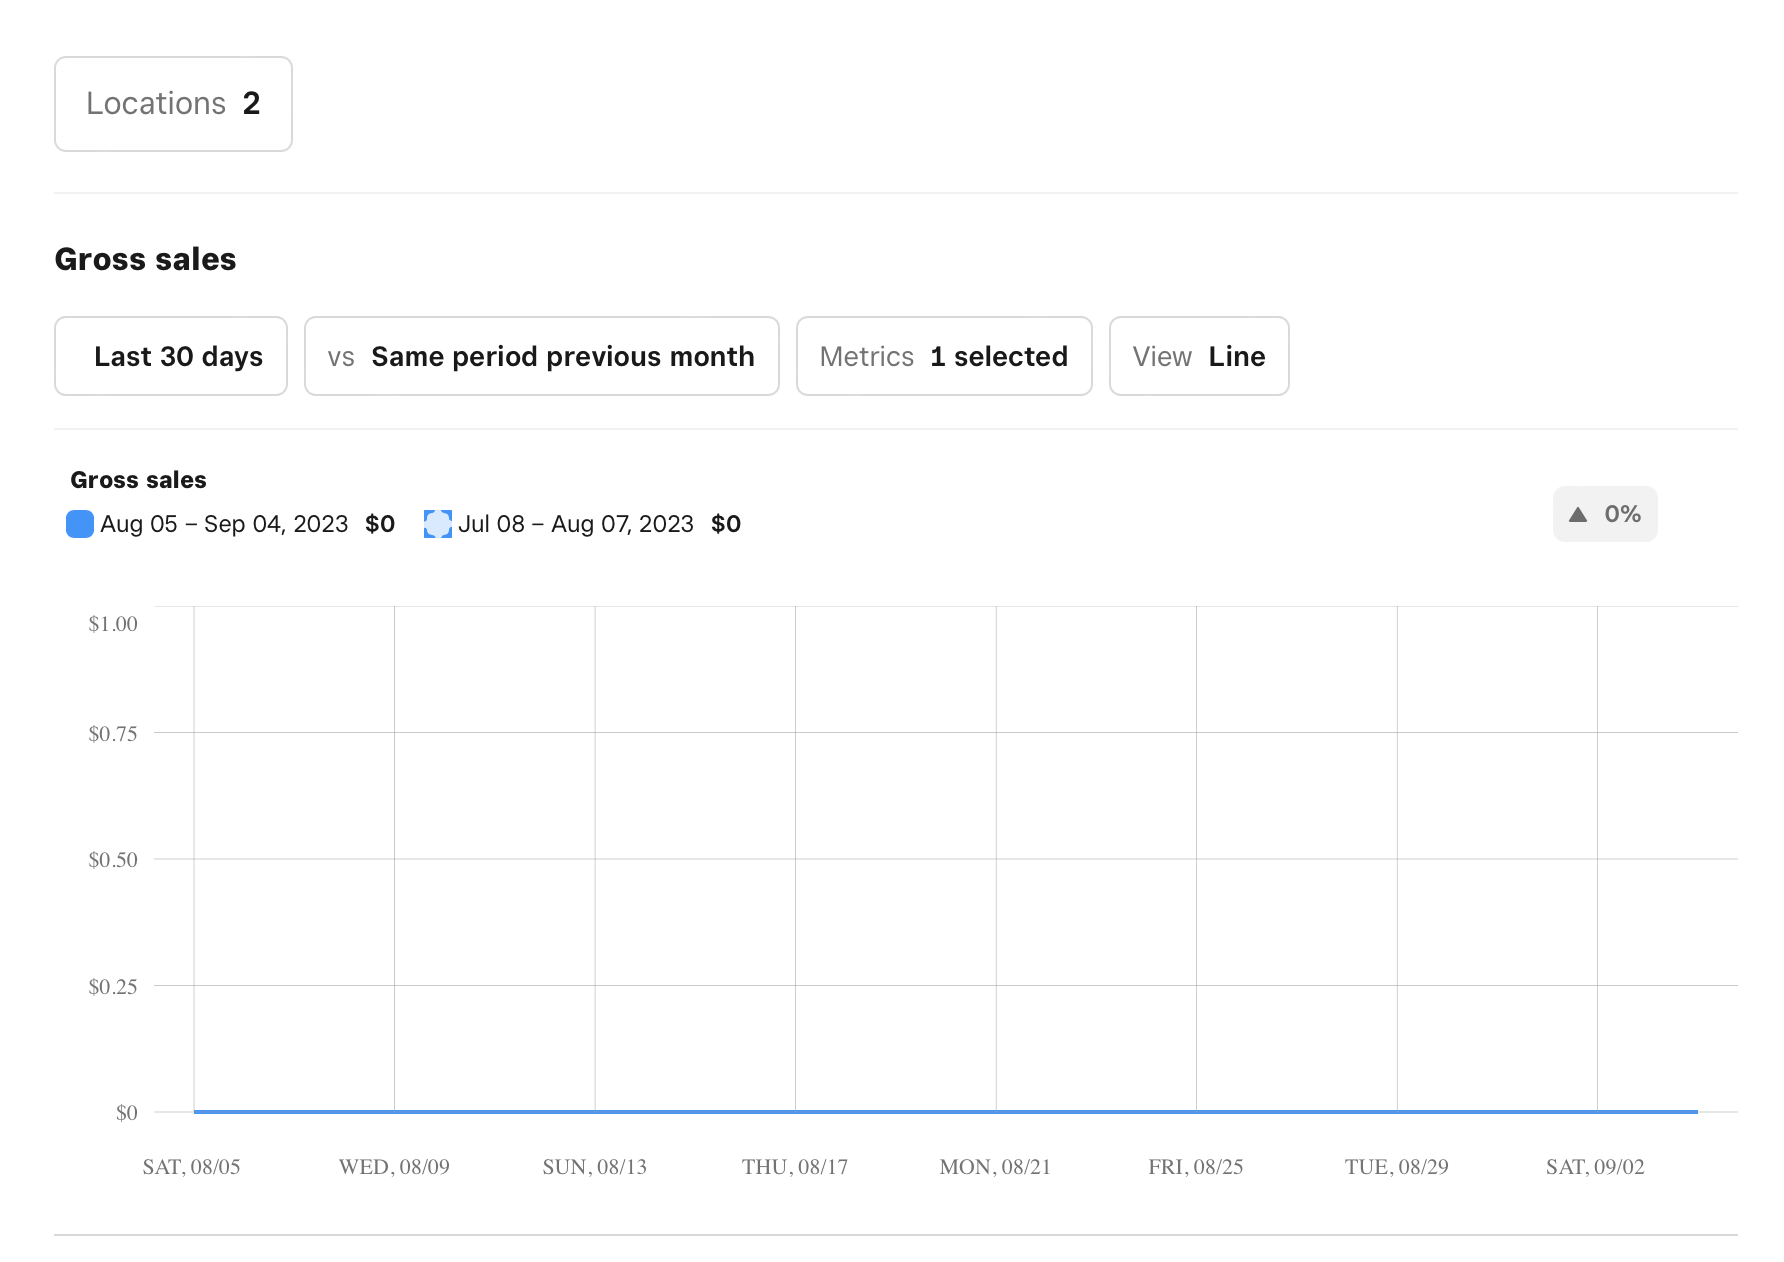 Locations 2
Gross sales
Last 30 days vs Same period previous month Metrics 1 selected View Line
Gross sales
Aug 05 – Sep 04, 2023 $0 Jul 08 – Aug 07, 2023 $0
▲ 0%
$1.00
$0.75
$0.50
$0.25
$0
SAT, 08/05 WED, 08/09 SUN, 08/13 THU, 08/17 MON, 08/21 FRI, 08/25 TUE, 08/29 SAT, 09/02